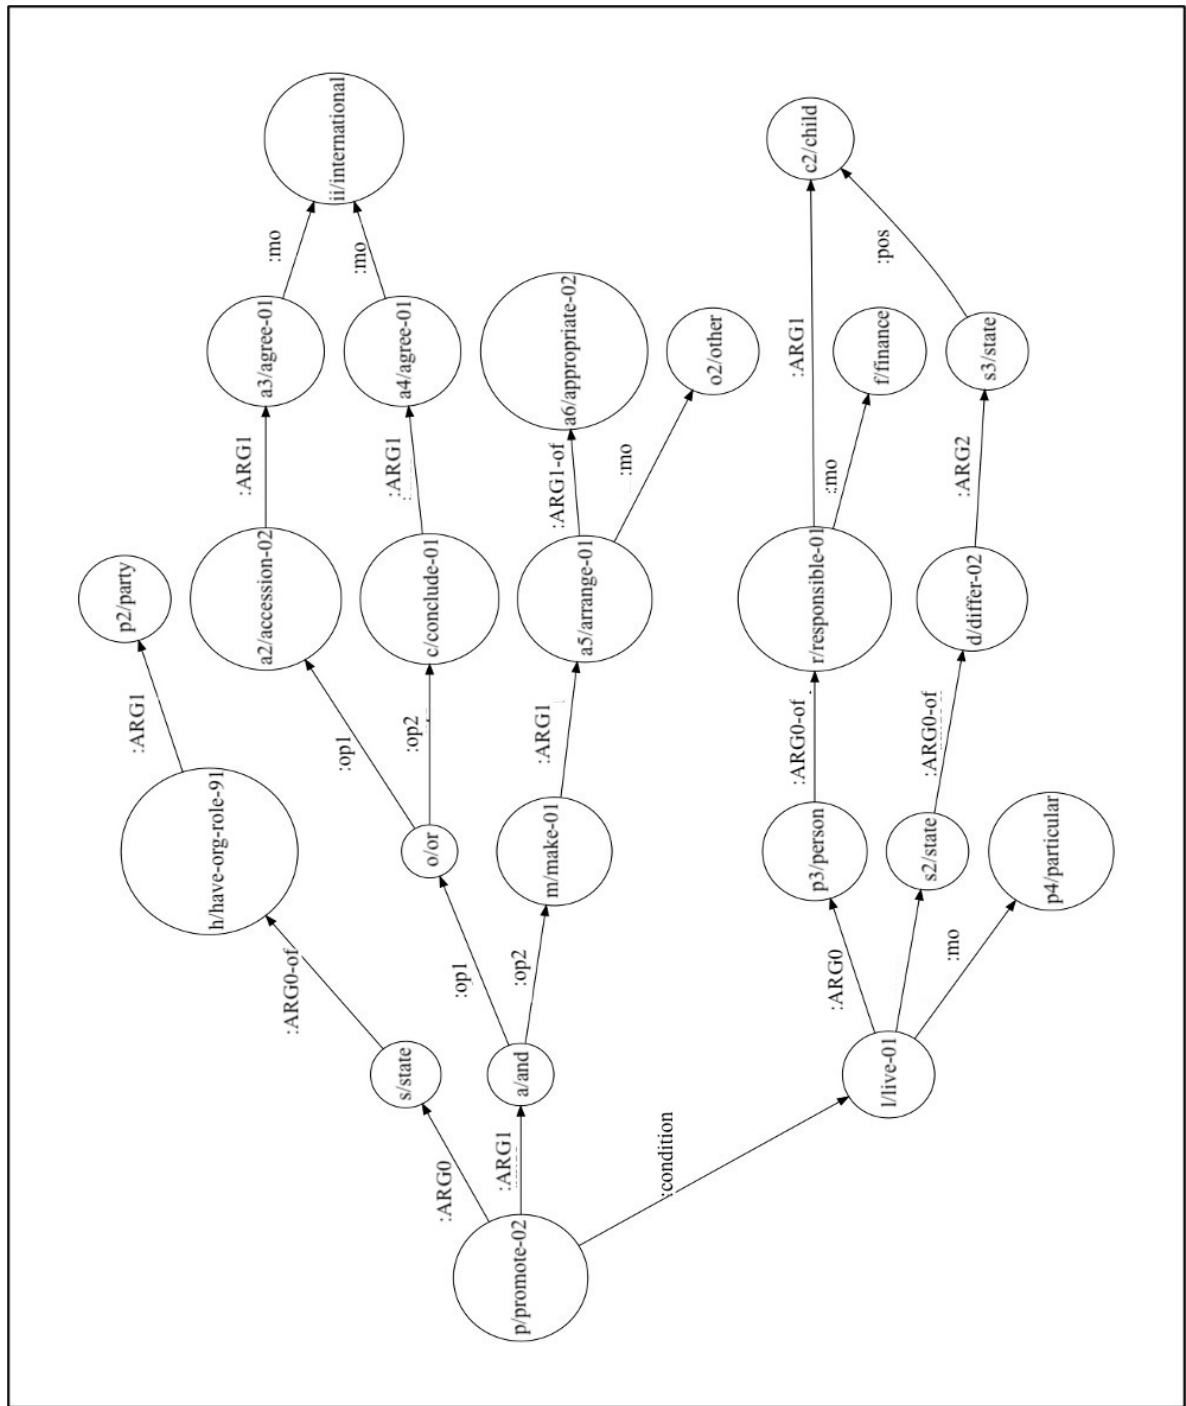 p/promote-02
:ARG0
:ARG1
:condition
s/state
a/and
l/live-01
:ARG0-of
:op1
:op2
:ARG0
:mo
h/have-org-role-91
o/or
m/make-01
p3/person
s2/state
p4/particular
:ARG1
:op1
:op2
:ARG1
:ARG0-of
:ARG0-of
p2/party
a2/accession-02
c/conclude-01
a5/arrange-01
r/responsible-01
d/differ-02
:ARG1
:ARG1
:ARG1-of
:mo
:ARG1
:mo
:ARG2
a3/agree-01
a4/agree-01
a6/appropriate-02
o2/other
f/finance
s3/state
:mo
:mo
:pos
ii/international
c2/child